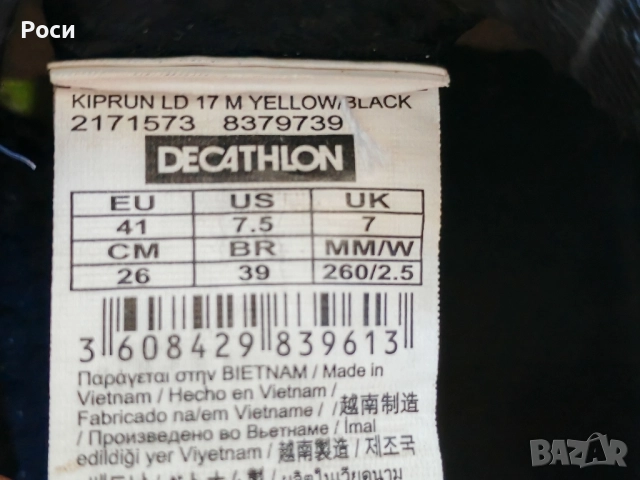 Роси
KIPRUN LD 17 M YELLOW/BLACK
2171573 8379739
DECATHLON
EU US UK
41 7.5 7
CM BR MM/W
26 39 260/2.5
3 608429 839613
Παράγεται στην ΒΙΕΤΝΑΜ / Made in
Vietnam / Hecho en Vietnam /
Fabricado na/em Vietname / /越南制造
/ Произведено во Вьетнаме / İmal
edildiği yer Viyetnam / 越南製造 / 제조국
BAZAR